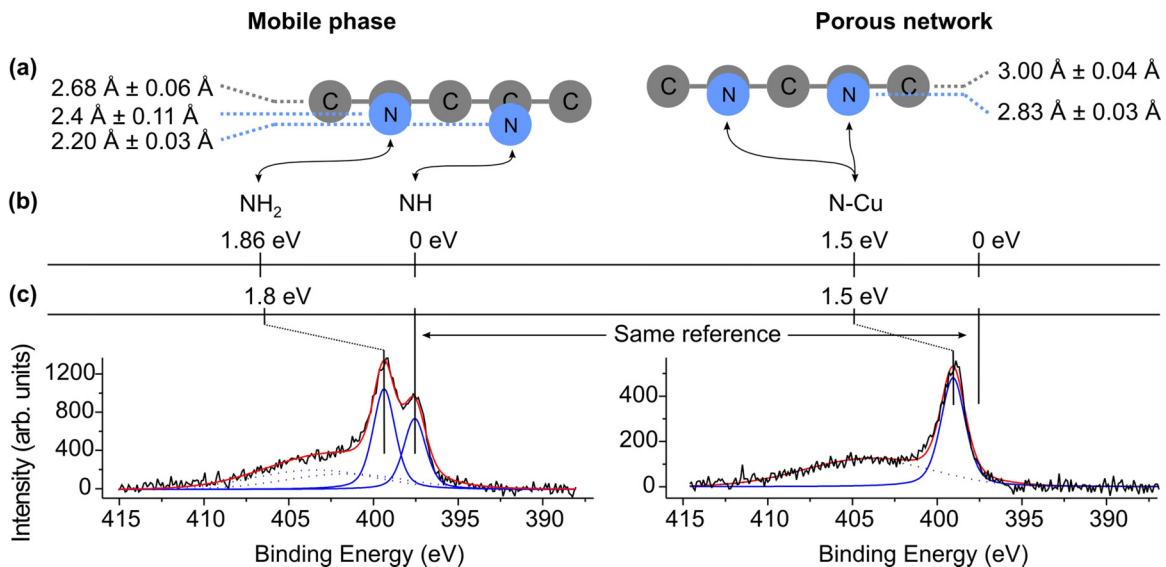 Mobile phase
Porous network
(a)
2.68 Å ± 0.06 Å
2.4 Å ± 0.11 Å
2.20 Å ± 0.03 Å
C C C C C
N N
C C C C C
N N
3.00 Å ± 0.04 Å
2.83 Å ± 0.03 Å
(b)
NH₂
NH
N-Cu
1.86 eV
0 eV
1.5 eV
0 eV
(c)
1.8 eV
1.5 eV
Same reference
Intensity (arb. units)
1200
800
400
0
415 410 405 400 395 390
Binding Energy (eV)
400
200
0
415 410 405 400 395 390
Binding Energy (eV)